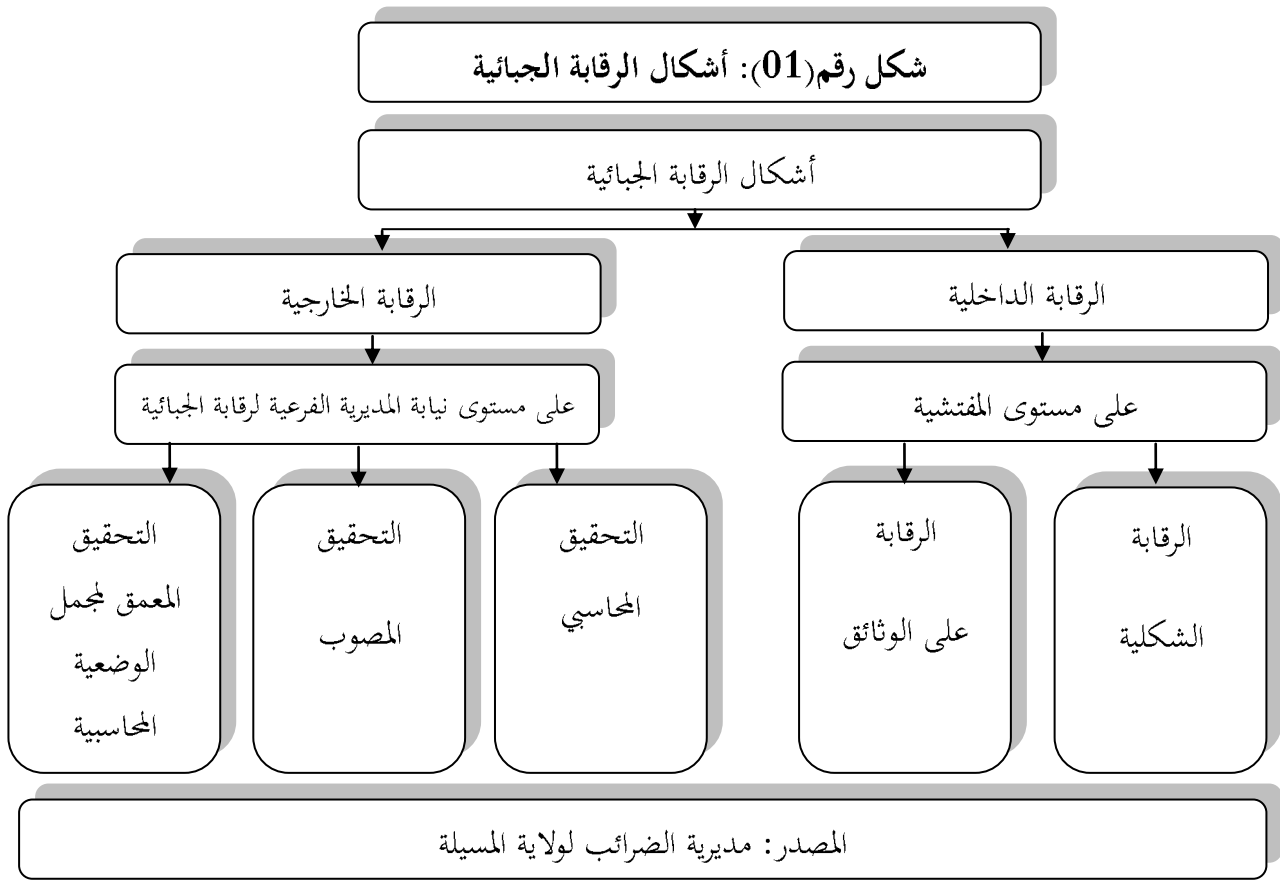 شكل رقم(01): أشكال الرقابة الجبائية
أشكال الرقابة الجبائية
الرقابة الداخلية
الرقابة الخارجية
على مستوى المفتشية
على مستوى نيابة المديرية الفرعية لرقابة الجبائية
الرقابة
الشكلية
الرقابة
على الوثائق
التحقيق
المحاسبي
التحقيق
المصوب
التحقيق
المعمق لمجمل
الوضعية
المحاسبية
المصدر: مديرية الضرائب لولاية المسيلة